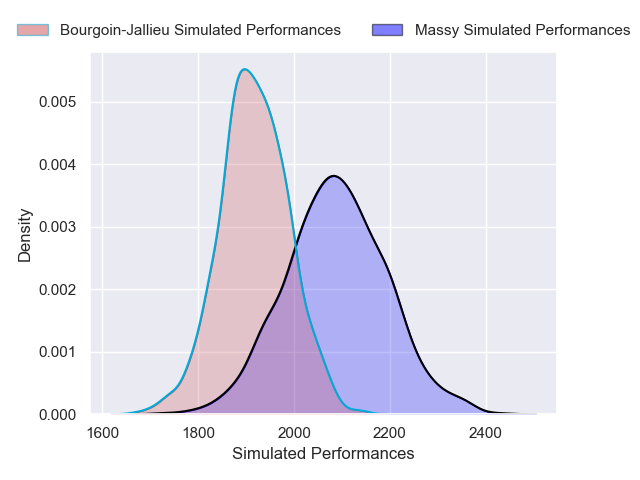 Bourgoin-Jallieu Simulated Performances Massy Simulated Performances
0.005
0.004
0.003
0.002
0.001
0.000
Density
1600 1800 2000 2200 2400
Simulated Performances